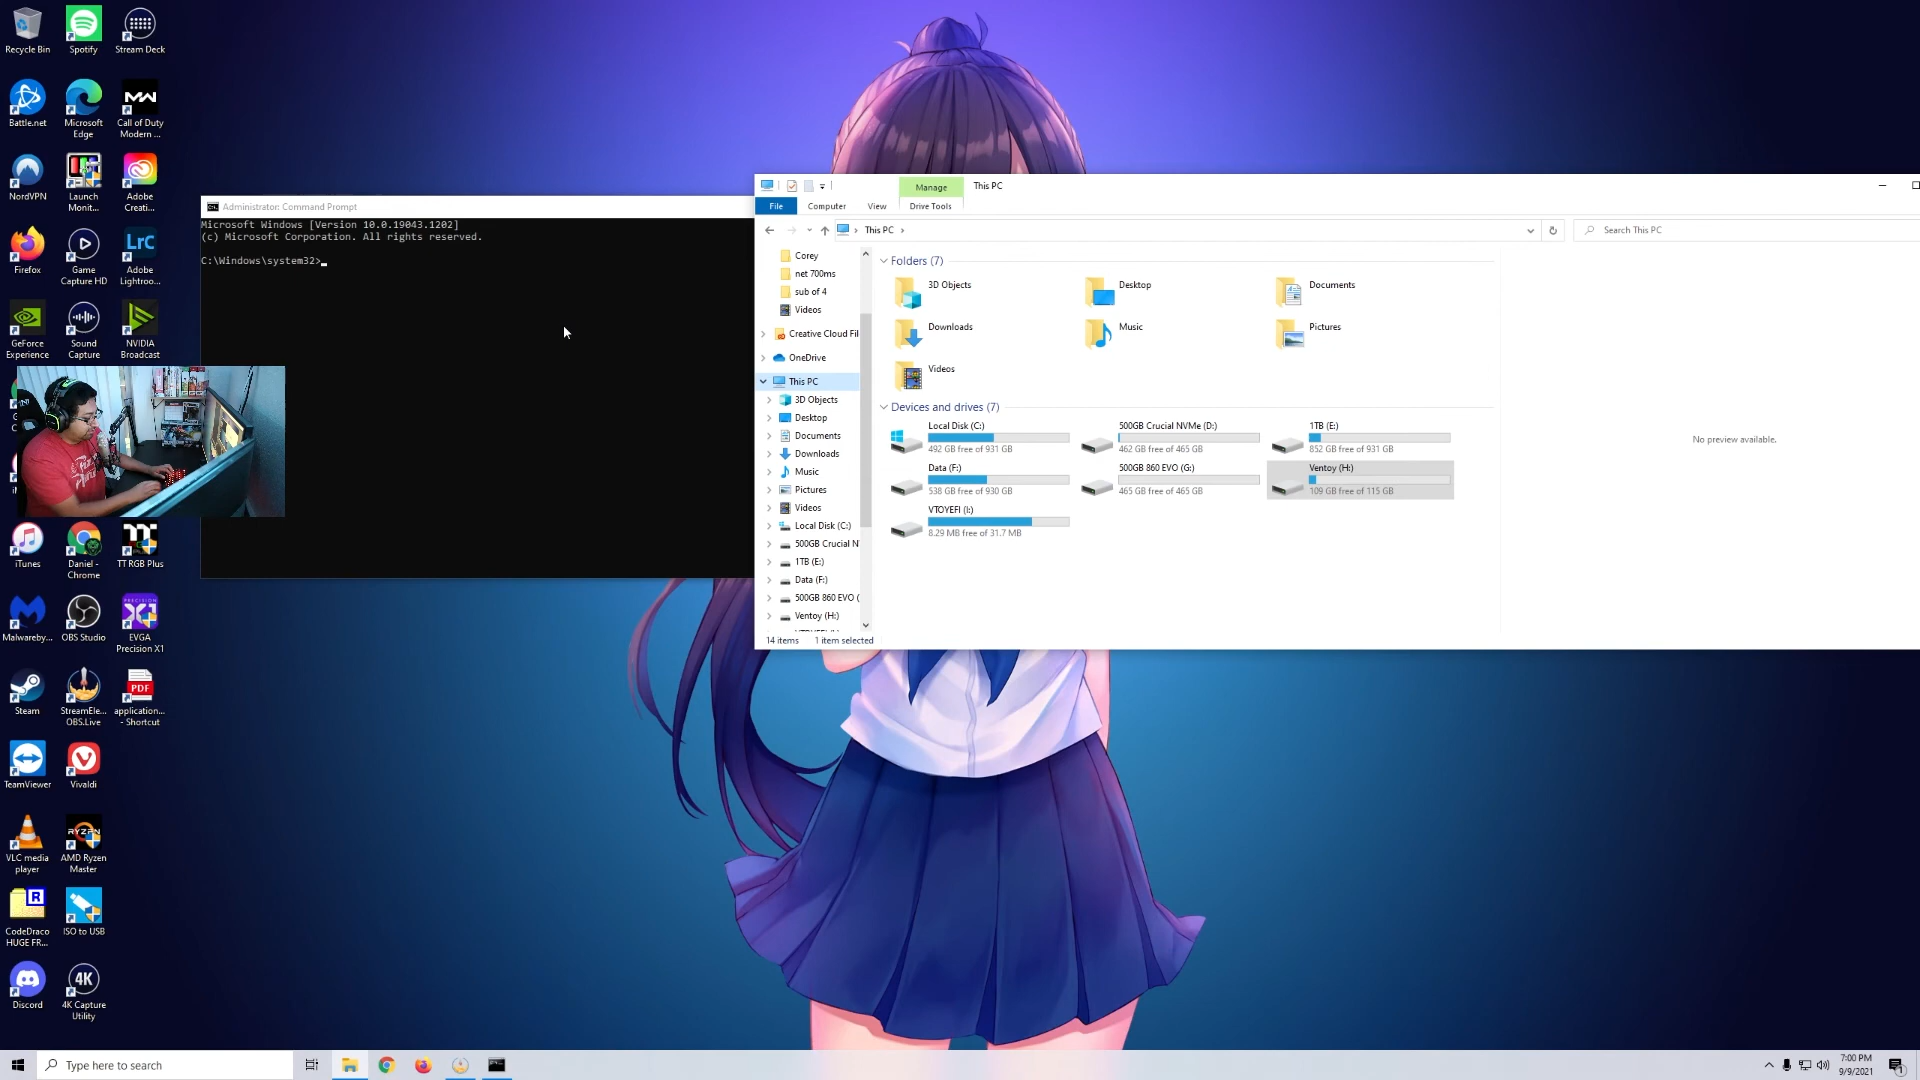 Recycle Bin
Spotify
Stream Deck
Battle.net
Microsoft
Edge
Call of Duty
Modern ...
NordVPN
Launch
Monit...
Adobe
Creati...
Firefox
Game
Capture HD
LrC
Adobe
Lightroo...
GeForce
Experience
Sound
Capture
NVIDIA
Broadcast
iTunes
Daniel -
Chrome
TT RGB Plus
Malwareby...
OBS Studio
PRECISION
X1
EVGA
Precision X1
Steam
StreamEle...
OBS.Live
PDF
application...
- Shortcut
TeamViewer
Vivaldi
VLC media
player
RYZEN
AMD Ryzen
Master
R
CodeDraco
HUGE FR...
ISO to USB
Discord
4K
4K Capture
Utility
Administrator: Command Prompt
Microsoft Windows [Version 10.0.19043.1202]
(c) Microsoft Corporation. All rights reserved.
C:\Windows\system32>
Manage
This PC
File
Computer
View
Drive Tools
This PC
Search This PC
Corey
net 700ms
sub of 4
Videos
Creative Cloud Fil
OneDrive
This PC
3D Objects
Desktop
Documents
Downloads
Music
Pictures
Videos
Local Disk (C:)
500GB Crucial N
1TB (E:)
Data (F:)
500GB 860 EVO (
Ventoy (H:)
Folders (7)
3D Objects
Desktop
Documents
Downloads
Music
Pictures
Videos
Devices and drives (7)
Local Disk (C:)
492 GB free of 931 GB
500GB Crucial NVMe (D:)
462 GB free of 465 GB
1TB (E:)
852 GB free of 931 GB
Data (F:)
538 GB free of 930 GB
500GB 860 EVO (G:)
465 GB free of 465 GB
Ventoy (H:)
109 GB free of 115 GB
VTOYEFI (I:)
8.29 MB free of 31.7 MB
No preview available.
14 items
1 item selected
Type here to search
7:00 PM
9/9/2021